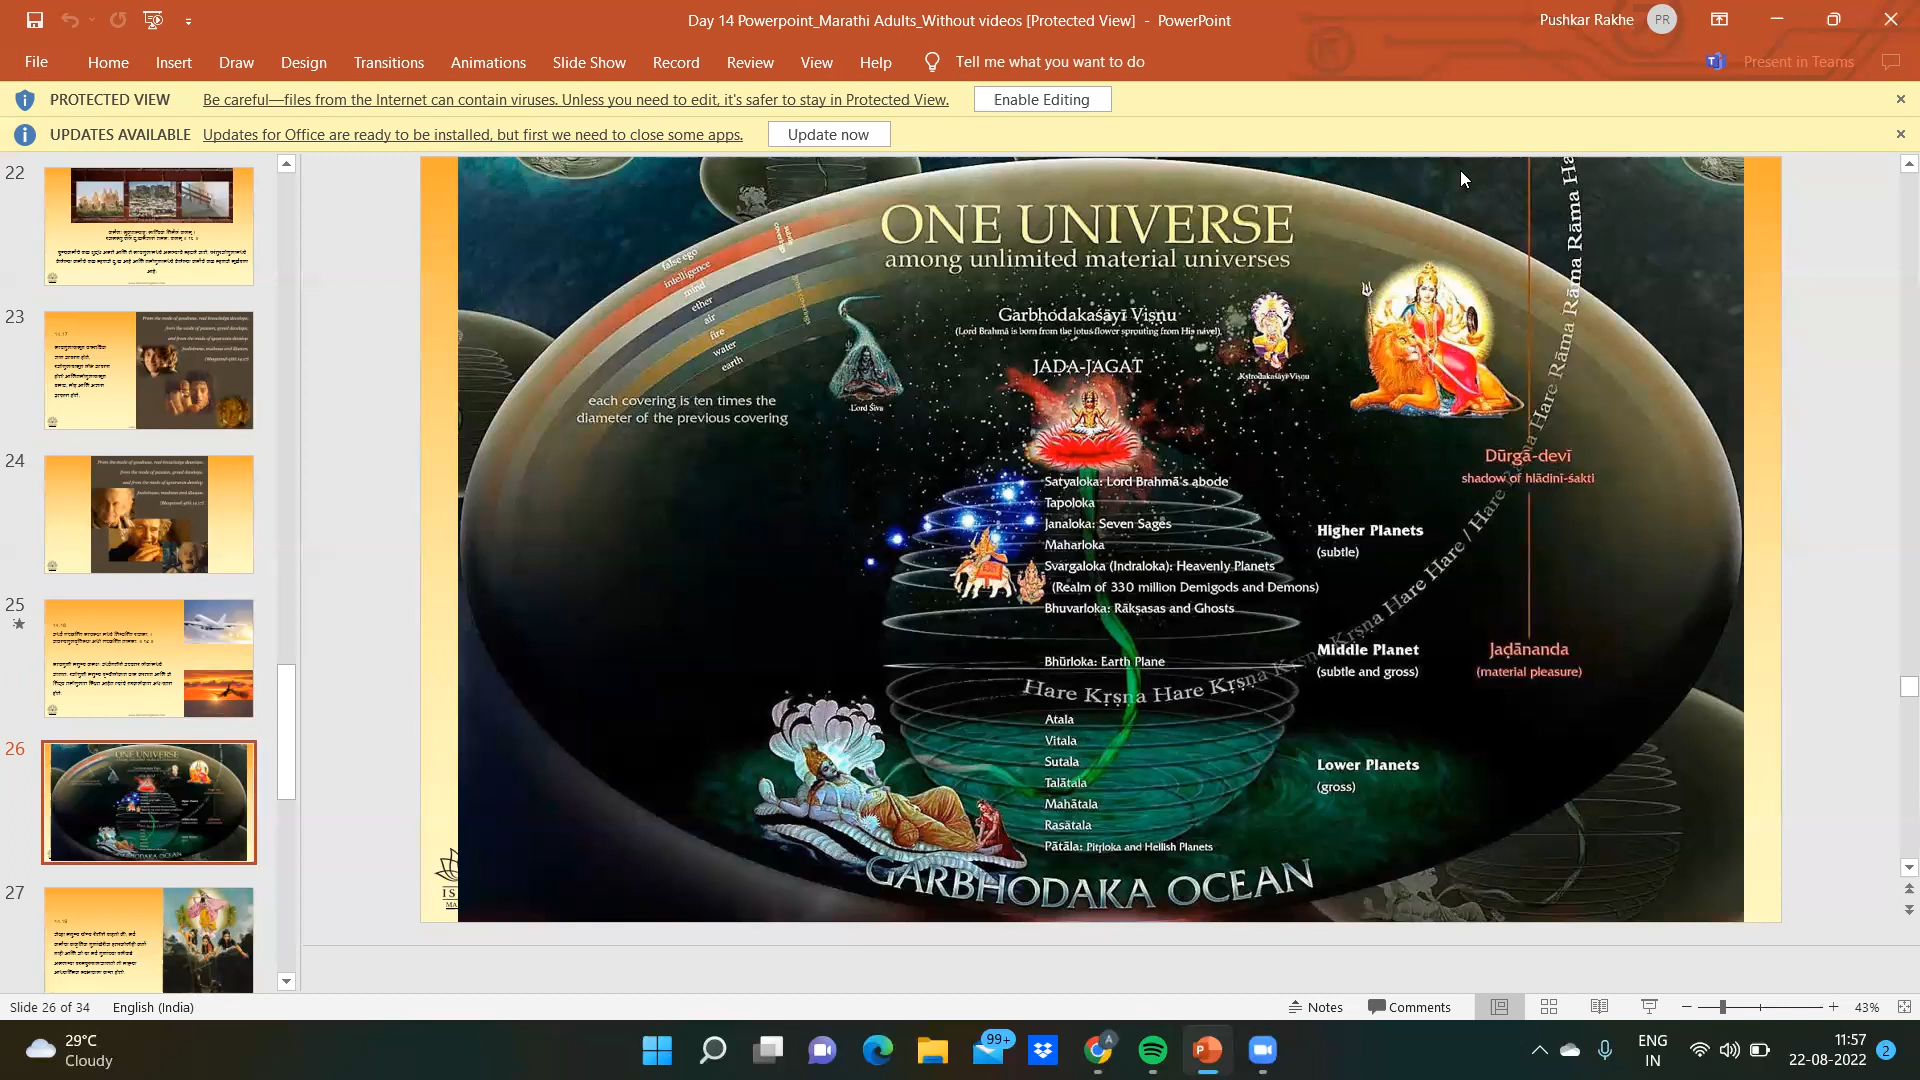 Day 14 Powerpoint_Marathi Adults_Without videos [Protected View] - PowerPoint
Pushkar Rakhe
PR
File
Home
Insert
Draw
Design
Transitions
Animations
Slide Show
Record
Review
View
Help
Tell me what you want to do
Present in Teams
PROTECTED VIEW
Be careful—files from the Internet can contain viruses. Unless you need to edit, it's safer to stay in Protected View.
Enable Editing
UPDATES AVAILABLE
Updates for Office are ready to be installed, but first we need to close some apps.
Update now
22
23
24
25
26
27
ONE UNIVERSE
among unlimited material universes
subtle coverings
false ego
intelligence
mind
ether
air
fire
water
earth
gross coverings
each covering is ten times the
diameter of the previous covering
Lord Śiva
Garbhodakaśāyī Viṣṇu
(Lord Brahmā is born from the lotus flower sprouting from His navel)
JADA-JAGAT
Kṣīrodakaśāyī Viṣṇu
Durgā-devī
shadow of hlādinī-śakti
Satyaloka: Lord Brahmā's abode
Tapoloka
Janaloka: Seven Sages
Maharloka
Svargaloka (Indraloka): Heavenly Planets
(Realm of 330 million Demigods and Demons)
Bhuvarloka: Rākṣasas and Ghosts
Higher Planets
(subtle)
Bhūrloka: Earth Plane
Middle Planet
(subtle and gross)
Jaḍānanda
(material pleasure)
Hare Kṛṣṇa Hare Kṛṣṇa Kṛṣṇa Kṛṣṇa Hare Hare / Hare Rāma Hare Rāma Rāma
Atala
Vitala
Sutala
Talātala
Mahātala
Rasātala
Pātāla: Pitṛloka and Hellish Planets
Lower Planets
(gross)
GARBHODAKA OCEAN
Slide 26 of 34
English (India)
Notes
Comments
43%
29°C
Cloudy
99+
A
ENG
IN
11:57
22-08-2022
2